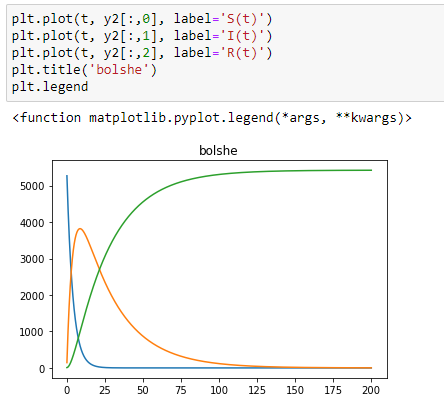 plt.plot(t, y2[:,0], label='S(t)')
plt.plot(t, y2[:,1], label='I(t)')
plt.plot(t, y2[:,2], label='R(t)')
plt.title('bolshe')
plt.legend
<function matplotlib.pyplot.legend(*args, **kwargs)>
bolshe
5000
4000
3000
2000
1000
0
0 25 50 75 100 125 150 175 200